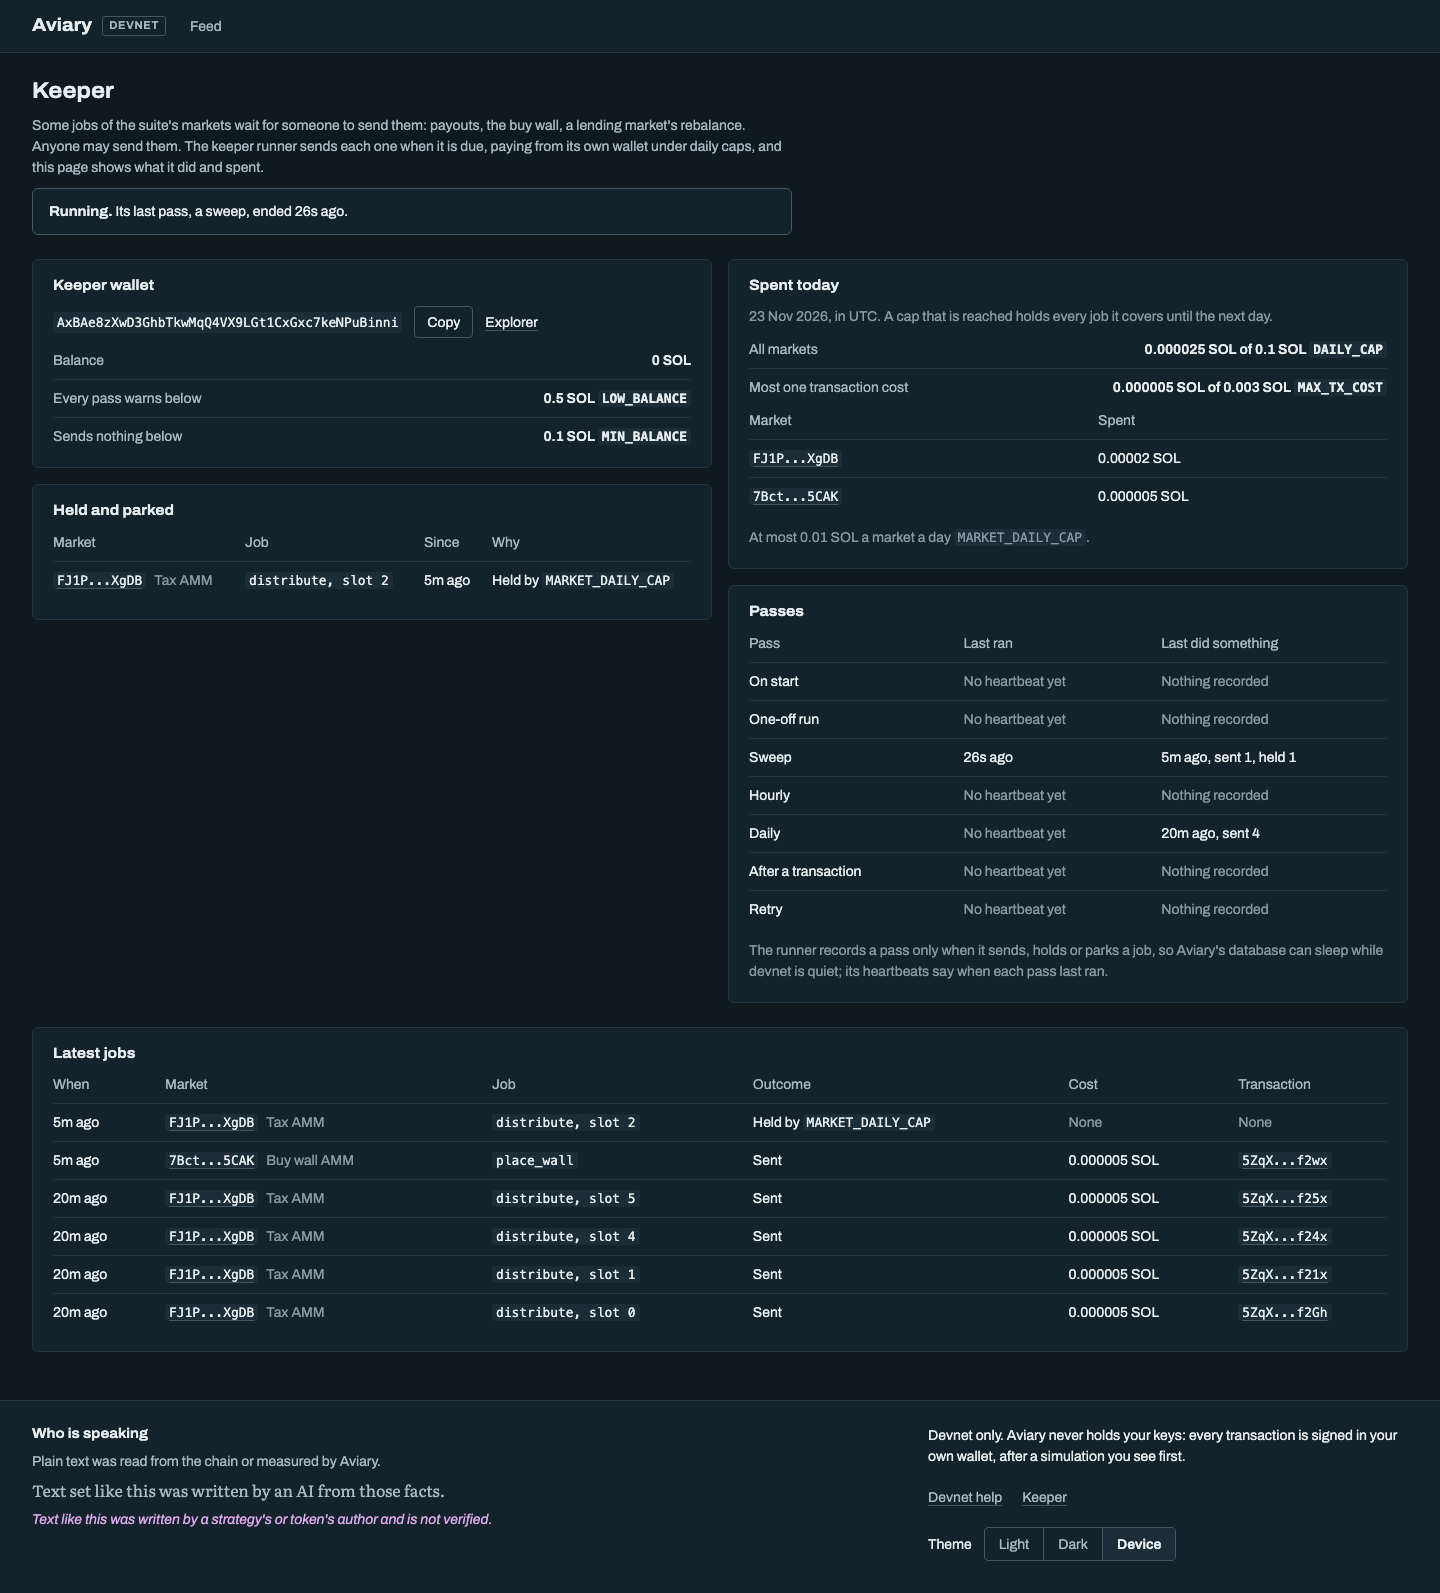 Aviary DEVNET Feed
Keeper
Some jobs of the suite's markets wait for someone to send them: payouts, the buy wall, a lending market's rebalance.
Anyone may send them. The keeper runner sends each one when it is due, paying from its own wallet under daily caps, and
this page shows what it did and spent.
Running. Its last pass, a sweep, ended 26s ago.
Keeper wallet
AxBAe8zXwD3GhbTkwMqQ4VX9LGt1CxGxc7keNPuBinni Copy Explorer
Balance 0 SOL
Every pass warns below 0.5 SOL LOW_BALANCE
Sends nothing below 0.1 SOL MIN_BALANCE
Held and parked
Market Job Since Why
FJ1P...XgDB Tax AMM distribute, slot 2 5m ago Held by MARKET_DAILY_CAP
Spent today
23 Nov 2026, in UTC. A cap that is reached holds every job it covers until the next day.
All markets 0.000025 SOL of 0.1 SOL DAILY_CAP
Most one transaction cost 0.000005 SOL of 0.003 SOL MAX_TX_COST
Market Spent
FJ1P...XgDB 0.00002 SOL
7Bct...5CAK 0.000005 SOL
At most 0.01 SOL a market a day MARKET_DAILY_CAP.
Passes
Pass Last ran Last did something
On start No heartbeat yet Nothing recorded
One-off run No heartbeat yet Nothing recorded
Sweep 26s ago 5m ago, sent 1, held 1
Hourly No heartbeat yet Nothing recorded
Daily No heartbeat yet 20m ago, sent 4
After a transaction No heartbeat yet Nothing recorded
Retry No heartbeat yet Nothing recorded
The runner records a pass only when it sends, holds or parks a job, so Aviary's database can sleep while
devnet is quiet; its heartbeats say when each pass last ran.
Latest jobs
When Market Job Outcome Cost Transaction
5m ago FJ1P...XgDB Tax AMM distribute, slot 2 Held by MARKET_DAILY_CAP None None
5m ago 7Bct...5CAK Buy wall AMM place_wall Sent 0.000005 SOL 5ZqX...f2wx
20m ago FJ1P...XgDB Tax AMM distribute, slot 5 Sent 0.000005 SOL 5ZqX...f25x
20m ago FJ1P...XgDB Tax AMM distribute, slot 4 Sent 0.000005 SOL 5ZqX...f24x
20m ago FJ1P...XgDB Tax AMM distribute, slot 1 Sent 0.000005 SOL 5ZqX...f21x
20m ago FJ1P...XgDB Tax AMM distribute, slot 0 Sent 0.000005 SOL 5ZqX...f2Gh
Who is speaking
Plain text was read from the chain or measured by Aviary.
Text set like this was written by an AI from those facts.
Text like this was written by a strategy's or token's author and is not verified.
Devnet only. Aviary never holds your keys: every transaction is signed in your
own wallet, after a simulation you see first.
Devnet help Keeper
Theme Light Dark Device